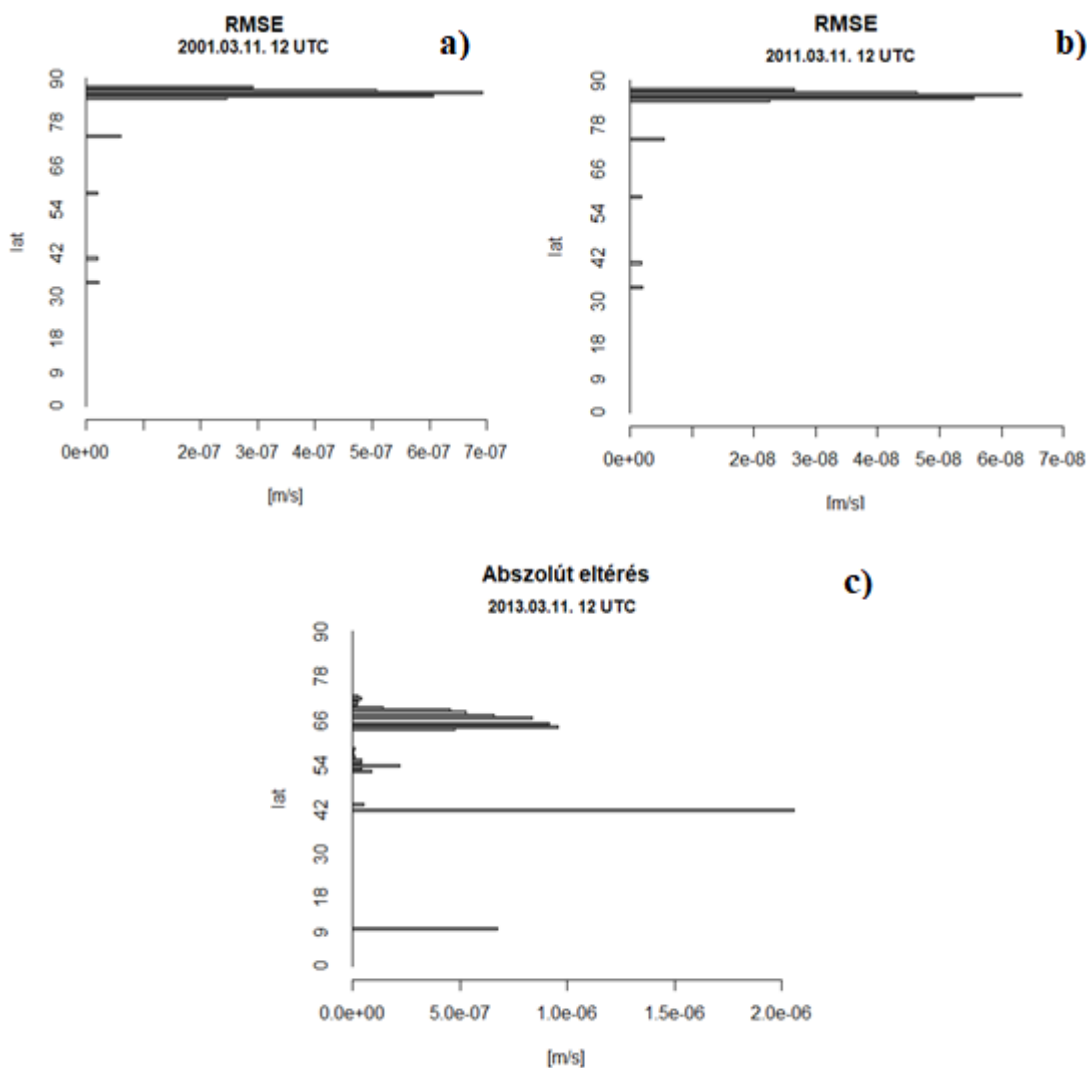 RMSE
2001.03.11. 12 UTC
a)
lat
90
78
66
54
42
30
18
9
0
0e+00 2e-07 3e-07 4e-07 5e-07 6e-07 7e-07
[m/s]
RMSE
2011.03.11. 12 UTC
b)
lat
90
78
66
54
42
30
18
9
0
0e+00 2e-08 3e-08 4e-08 5e-08 6e-08 7e-08
[m/s]
Abszolút eltérés
2013.03.11. 12 UTC
c)
lat
90
78
66
54
42
30
18
9
0
0.0e+00 5.0e-07 1.0e-06 1.5e-06 2.0e-06
[m/s]